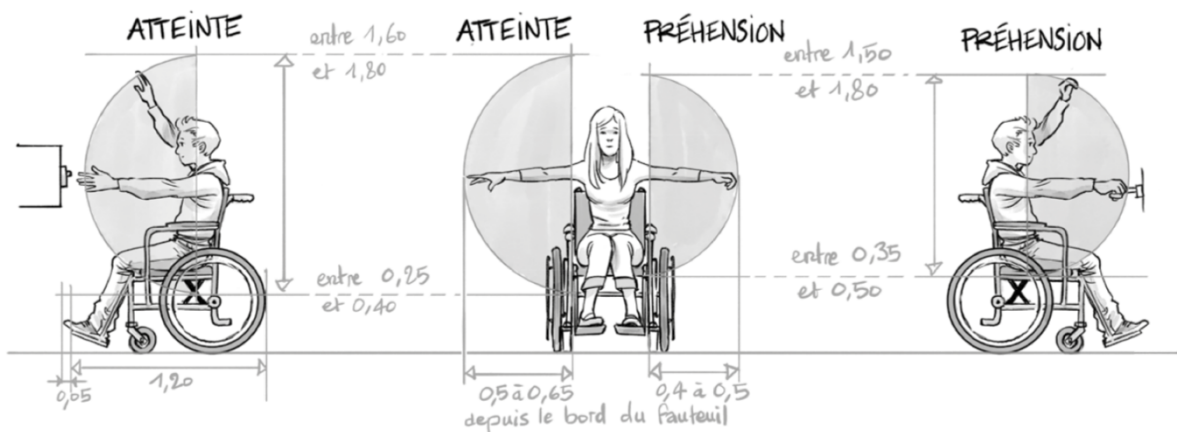 ATTEINTE
ATTEINTE
PRÉHENSION
PRÉHENSION
entre 1,60
et 1,80
entre 1,50
et 1,80
entre 0,25
et 0,40
entre 0,35
et 0,50
X
X
0,05
1,20
0,5 à 0,65
0,4 à 0,5
depuis le bord du fauteuil